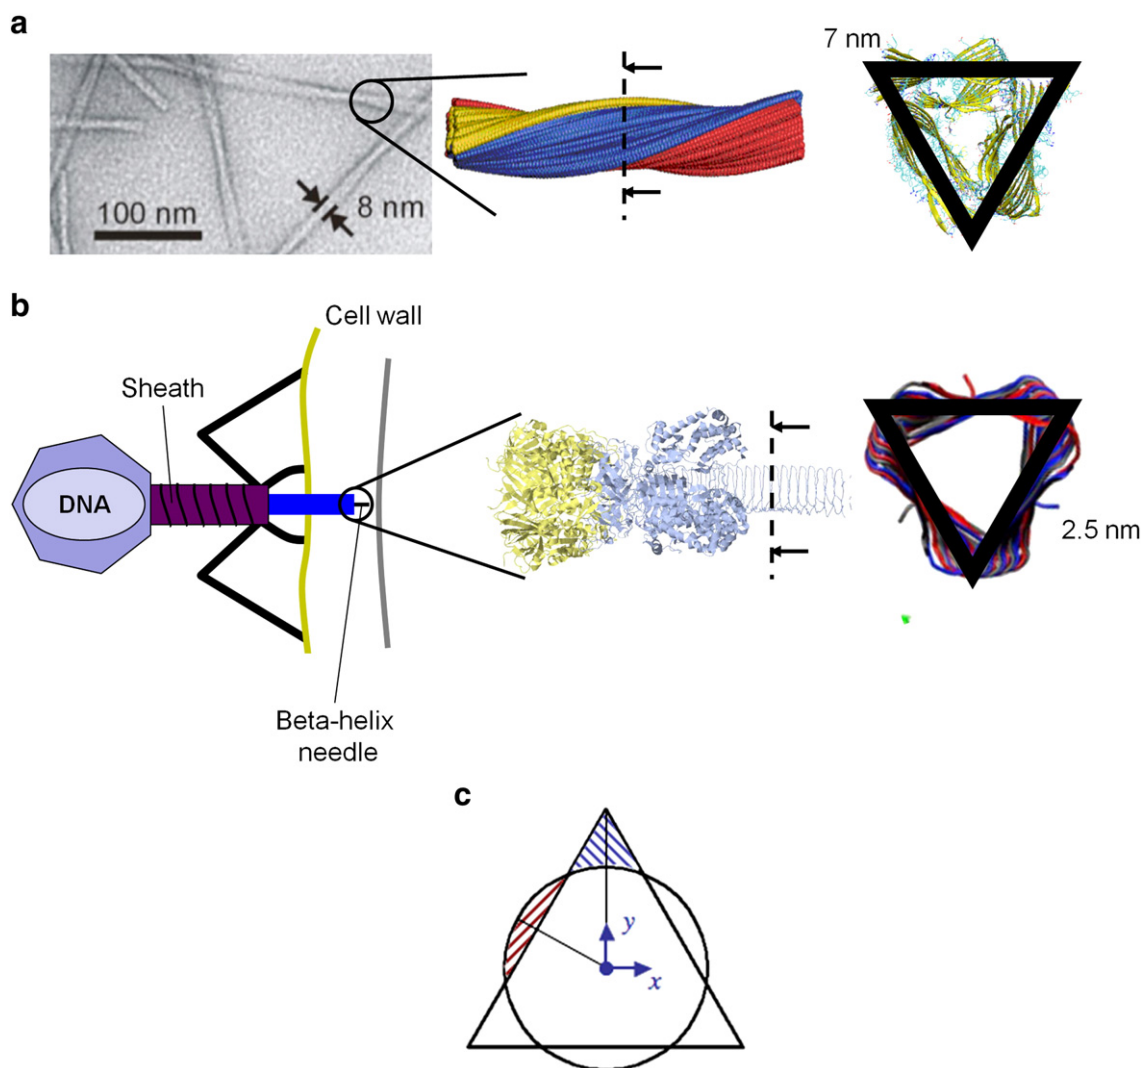 a
7 nm
100 nm
8 nm
b
Cell wall
Sheath
DNA
2.5 nm
Beta-helix
needle
c
y
x